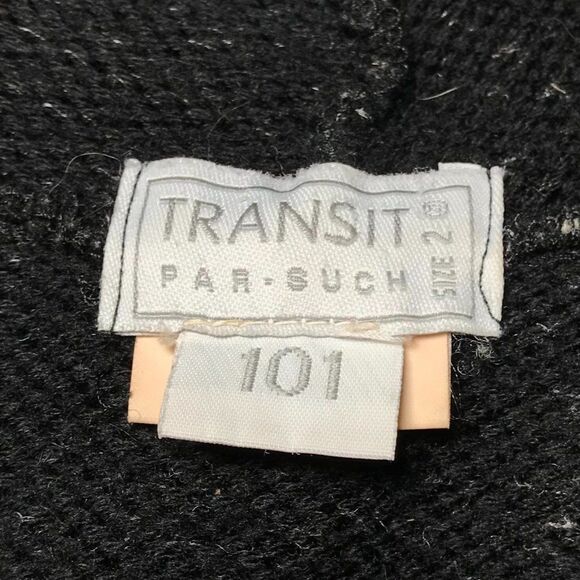 TRANSIT
PAR-SUCH
SIZE 2
101